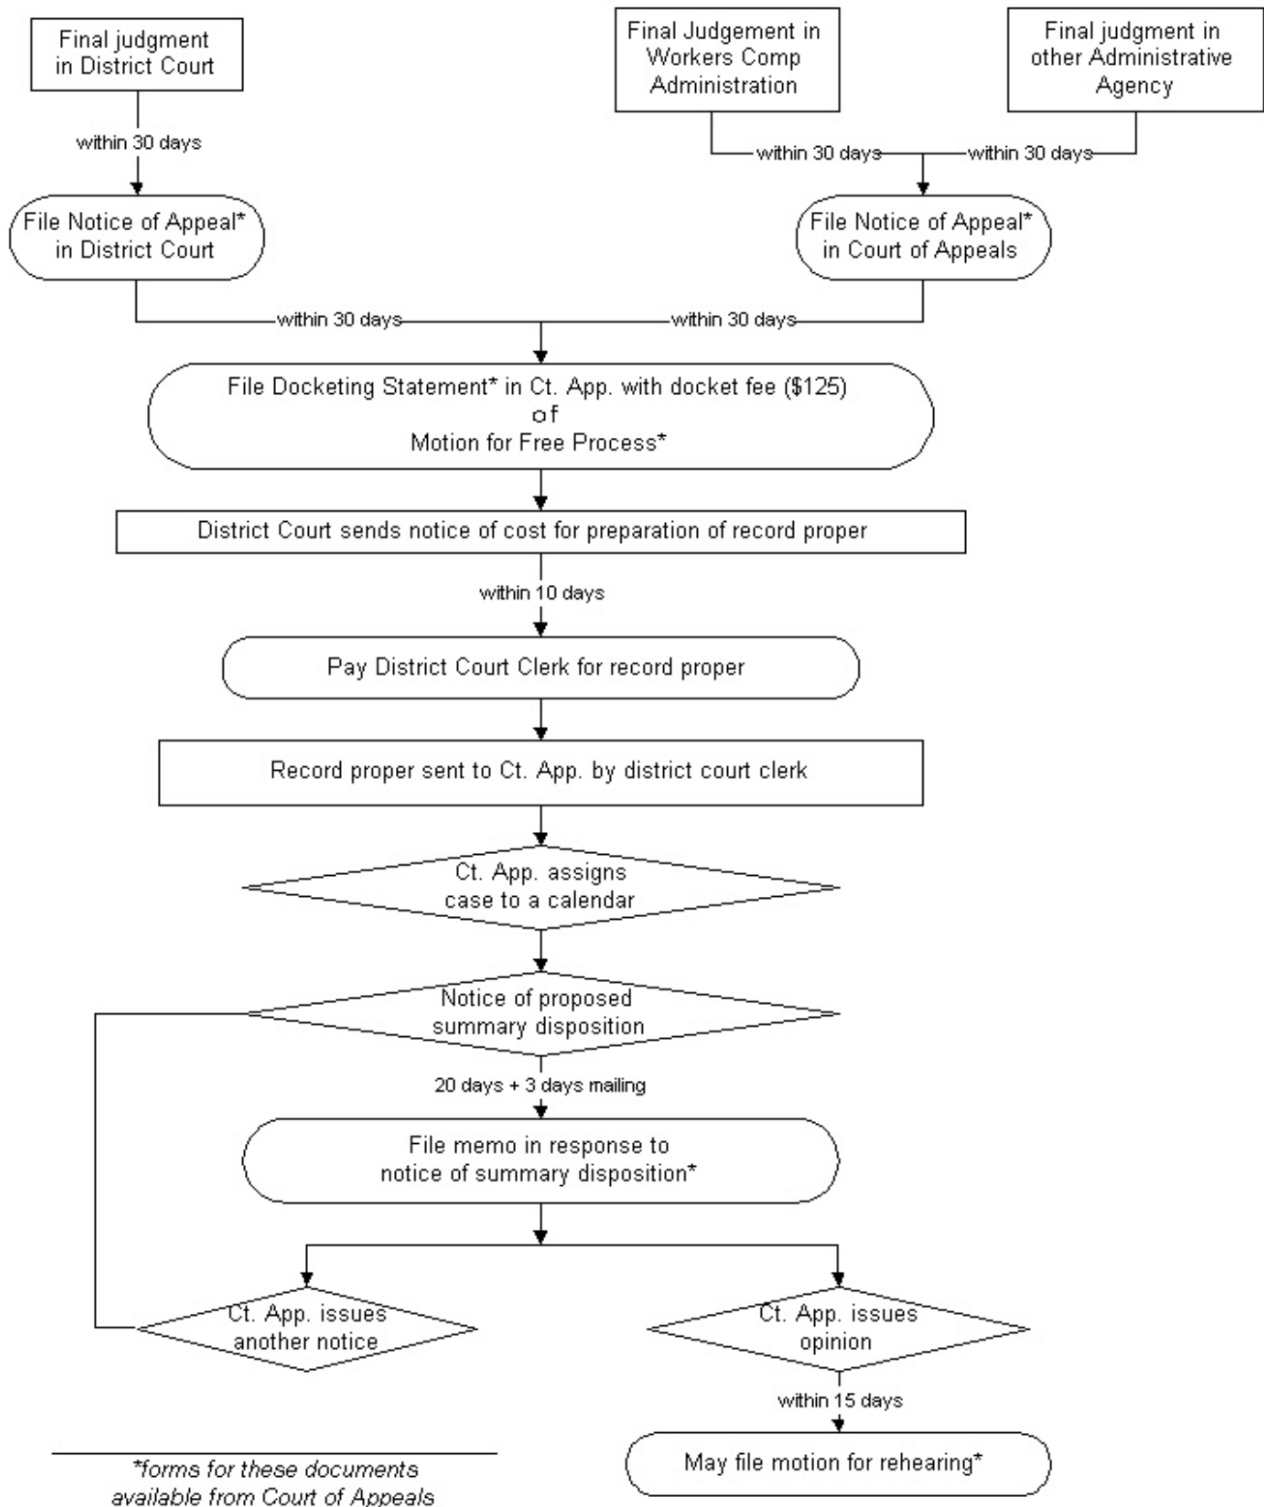 Final judgment
in District Court
Final Judgement in
Workers Comp
Administration
Final judgment in
other Administrative
Agency
within 30 days
within 30 days
within 30 days
File Notice of Appeal*
in District Court
File Notice of Appeal*
in Court of Appeals
within 30 days
within 30 days
File Docketing Statement* in Ct. App. with docket fee ($125)
of
Motion for Free Process*
District Court sends notice of cost for preparation of record proper
within 10 days
Pay District Court Clerk for record proper
Record proper sent to Ct. App. by district court clerk
Ct. App. assigns
case to a calendar
Notice of proposed
summary disposition
20 days + 3 days mailing
File memo in response to
notice of summary disposition*
Ct. App. issues
another notice
Ct. App. issues
opinion
within 15 days
May file motion for rehearing*
*forms for these documents
available from Court of Appeals